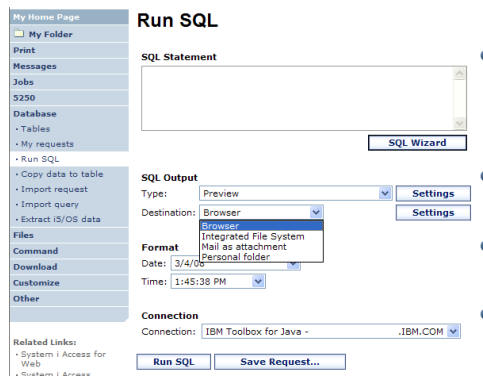 My Home Page
My Folder
Print
Messages
Jobs
5250
Database
• Tables
• My requests
• Run SQL
• Copy data to table
• Import request
• Import query
• Extract i5/OS data
Files
Command
Download
Customize
Other
Related Links:
• System i Access for
Web
• System i Access
Run SQL
SQL Statement
SQL Wizard
SQL Output
Type: Preview Settings
Destination: Browser Settings
Browser
Integrated File System
Mail as attachment
Personal folder
Format
Date: 3/4/08
Time: 1:45:38 PM
Connection
Connection: IBM Toolbox for Java - .IBM.COM
Run SQL Save Request...